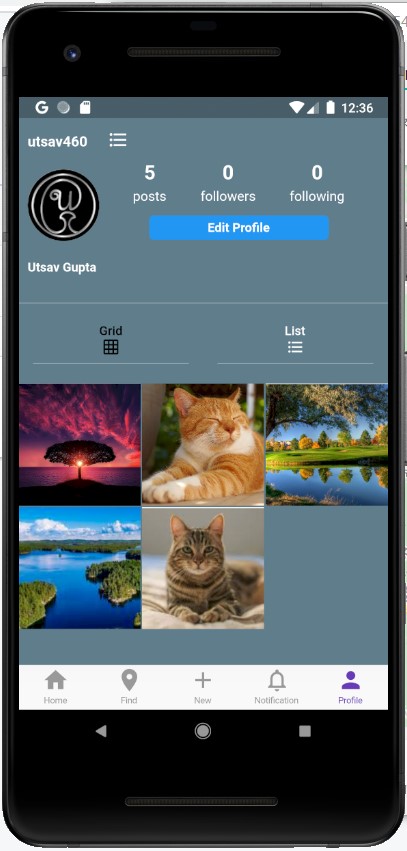 12:36
utsav460
5 0 0
posts followers following
Edit Profile
Utsav Gupta
Grid List
Home Find New Notification Profile